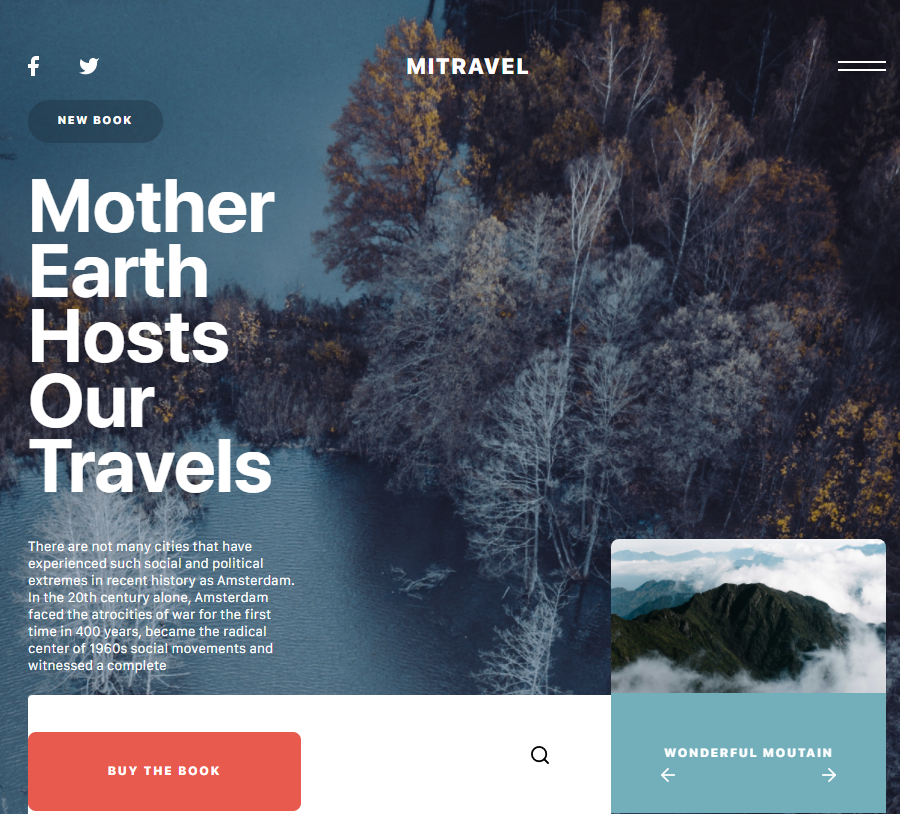 MITRAVEL
NEW BOOK
Mother
Earth
Hosts
Our
Travels
There are not many cities that have
experienced such social and political
extremes in recent history as Amsterdam.
In the 20th century alone, Amsterdam
faced the atrocities of war for the first
time in 400 years, became the radical
center of 1960s social movements and
witnessed a complete
WONDERFUL MOUTAIN
BUY THE BOOK